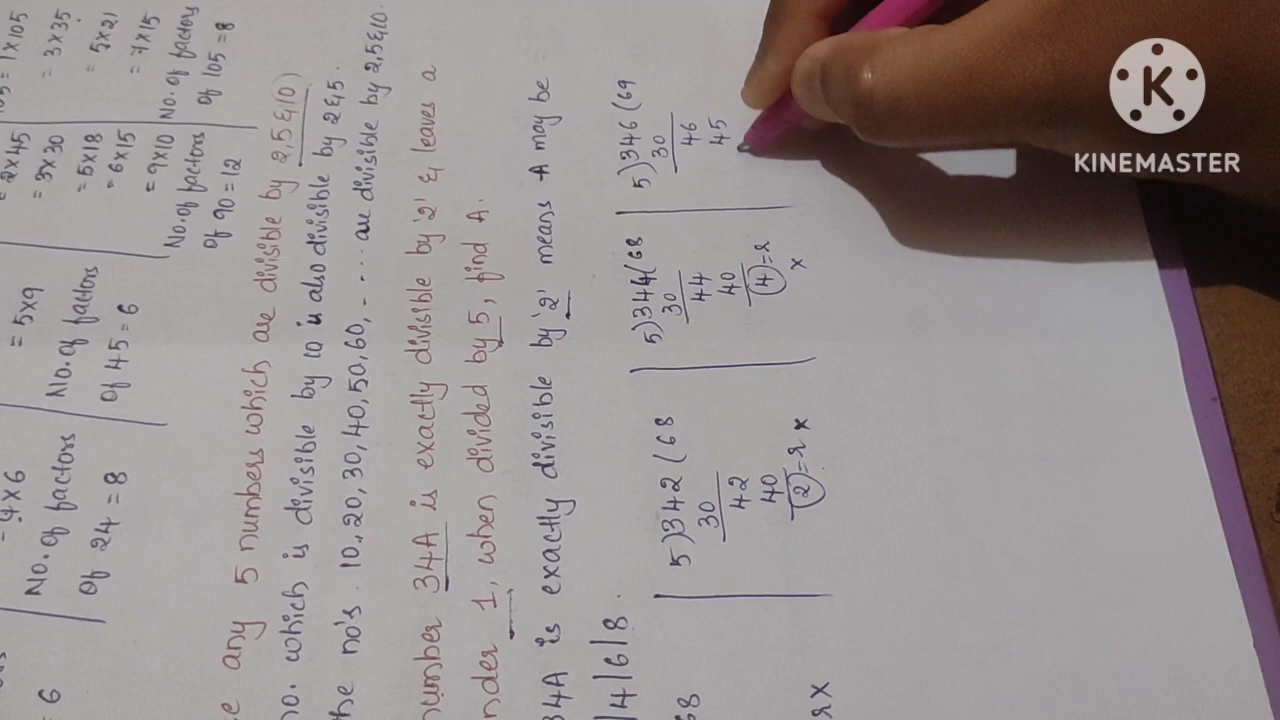 = 2x45
= 3x30
= 5x18
= 6x15
= 9x10
No. of factors
of 90 = 12
105 = 1x105
= 3x35
= 5x21
= 7x15
No. of factors
of 105 = 8
= 6
= 4x6
No. of factors
of 24 = 8
= 5x9
No. of factors
of 45 = 6
any 5 numbers which are divisible by 2,5&10)
no. which is divisible by 10 is also divisible by 2&5.
the no's. 10,20,30,40,50,60,---- are divisible by 2,5&10.
number 34A is exactly divisible by '2' & leaves a
nder 1, when divided by 5, find A.
34A is exactly divisible by '2' means A may be
|4|6|8.
68
rx
5)342(68
30
42
40
2=r x
5)344(68
30
44
40
4=r
x
5)346(69
30
46
45
K
KINEMASTER